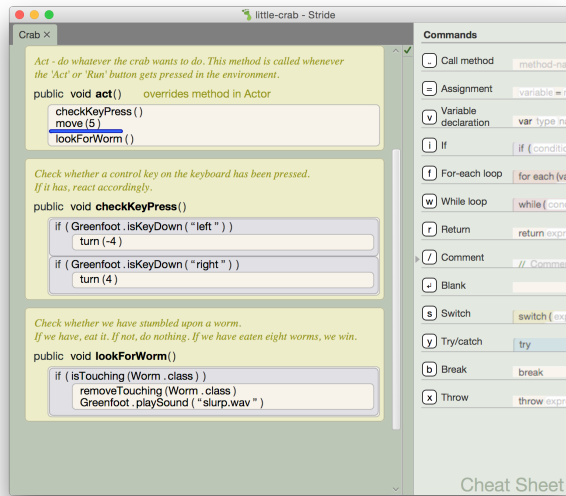 little-crab - Stride
Crab ×
Act - do whatever the crab wants to do. This method is called whenever
the 'Act' or 'Run' button gets pressed in the environment.
public void act() overrides method in Actor
checkKeyPress()
move(5)
lookForWorm()
Check whether a control key on the keyboard has been pressed.
If it has, react accordingly.
public void checkKeyPress()
if ( Greenfoot.isKeyDown("left") )
turn(-4)
if ( Greenfoot.isKeyDown("right") )
turn(4)
Check whether we have stumbled upon a worm.
If we have, eat it. If not, do nothing. If we have eaten eight worms, we win.
public void lookForWorm()
if ( isTouching(Worm.class) )
removeTouching(Worm.class)
Greenfoot.playSound("slurp.wav")
Commands
Call method
= Assignment variable =
v Variable declaration var type
i If if (
f For-each loop for each (
w While loop while (
r Return return
/ Comment //
↵ Blank
s Switch switch (
y Try/catch try
b Break break
x Throw throw
Cheat Sheet